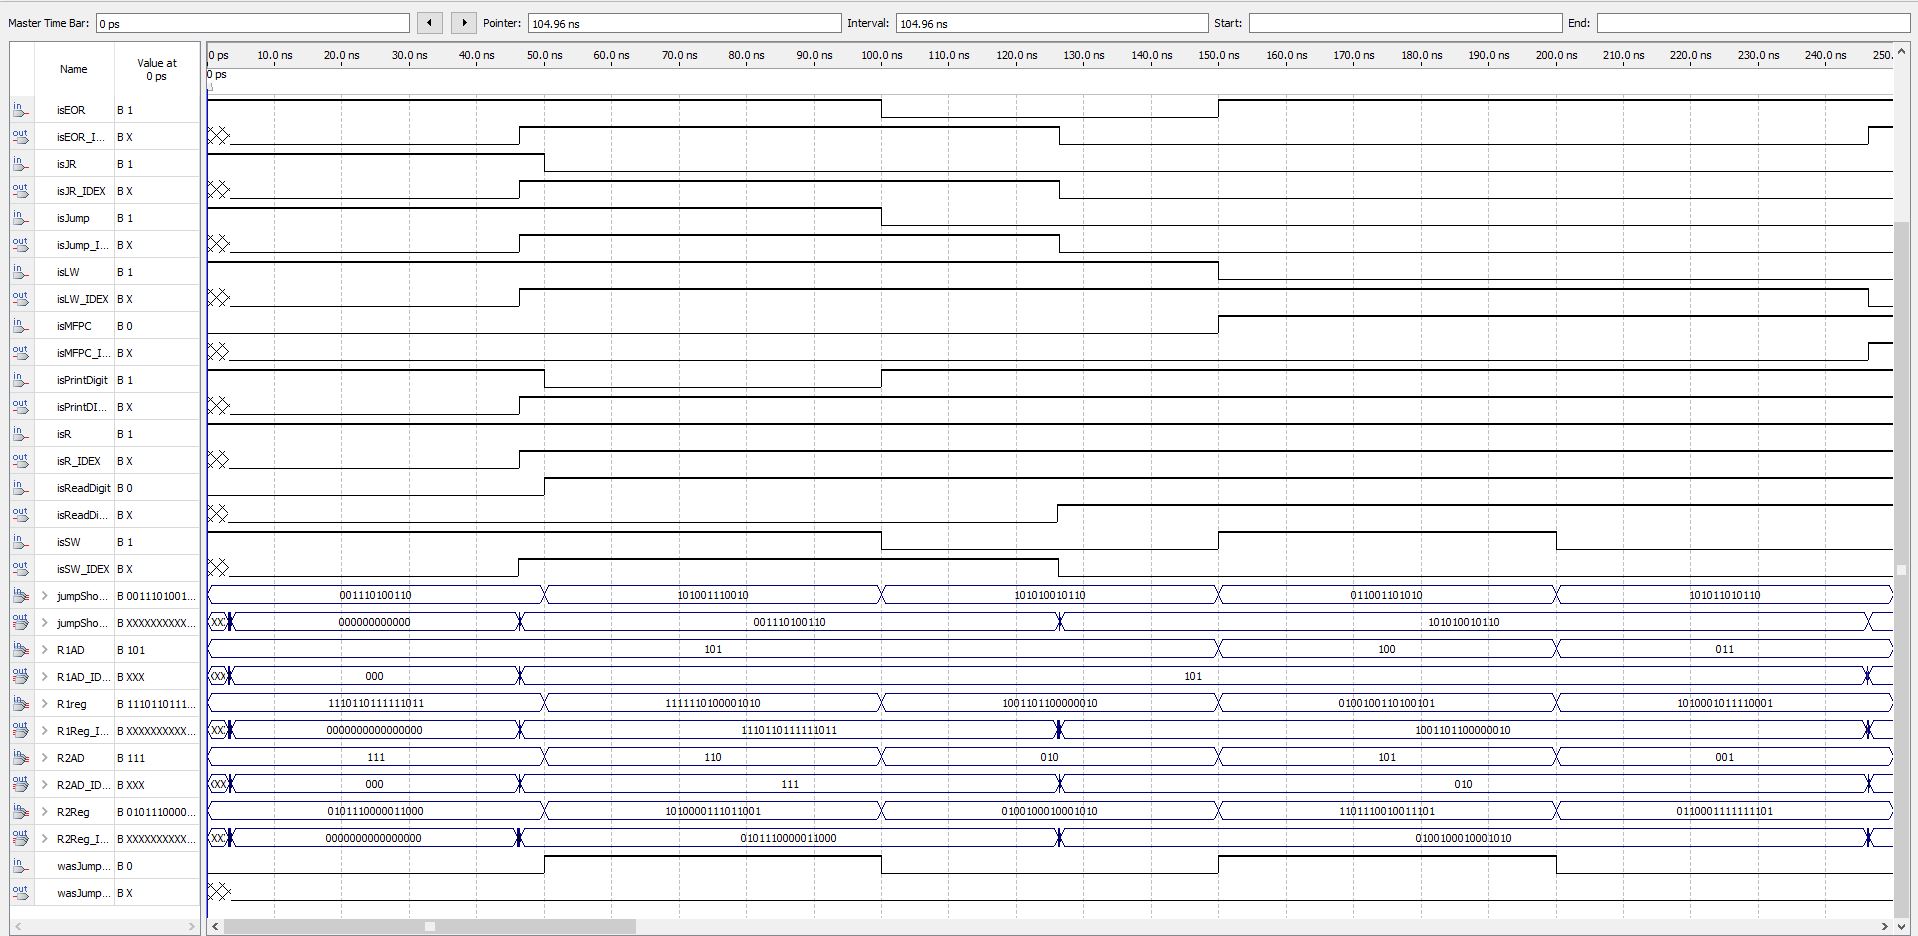 Master Time Bar: 0 ps Pointer: 104.96 ns Interval: 104.96 ns Start: End:
Name Value at 0 ps
0 ps 10.0 ns 20.0 ns 30.0 ns 40.0 ns 50.0 ns 60.0 ns 70.0 ns 80.0 ns 90.0 ns 100.0 ns 110.0 ns 120.0 ns 130.0 ns 140.0 ns 150.0 ns 160.0 ns 170.0 ns 180.0 ns 190.0 ns 200.0 ns 210.0 ns 220.0 ns 230.0 ns 240.0 ns 250.
0 ps
in isEOR B 1
out isEOR_I... B X
in isJR B 1
out isJR_IDEX B X
in isJump B 1
out isJump_I... B X
in isLW B 1
out isLW_IDEX B X
in isMFPC B 0
out isMFPC_I... B X
in isPrintDigit B 1
out isPrintDI... B X
in isR B 1
out isR_IDEX B X
in isReadDigit B 0
out isReadDi... B X
in isSW B 1
out isSW_IDEX B X
in jumpSho... B 0011101001... 001110100110 101001110010 101010010110 011001101010 101011010110
out jumpSho... B XXXXXXXXXX... XX 000000000000 001110100110 101010010110
in R1AD B 101 101 100 011
out R1AD_ID... B XXX XXX 000 101
in R1reg B 1110110111... 1110110111111011 1111110100001010 1001101100000010 0100100110100101 1010001011110001
out R1Reg_I... B XXXXXXXXXX... XX 0000000000000000 1110110111111011 1001101100000010
in R2AD B 111 111 110 010 101 001
out R2AD_ID... B XXX XXX 000 111 010
in R2Reg B 0101110000... 0101110000011000 1010000111011001 0100100010001010 1101110010011101 0110001111111101
out R2Reg_I... B XXXXXXXXXX... XX 0000000000000000 0101110000011000 0100100010001010
in wasJump... B 0
out wasJump... B X